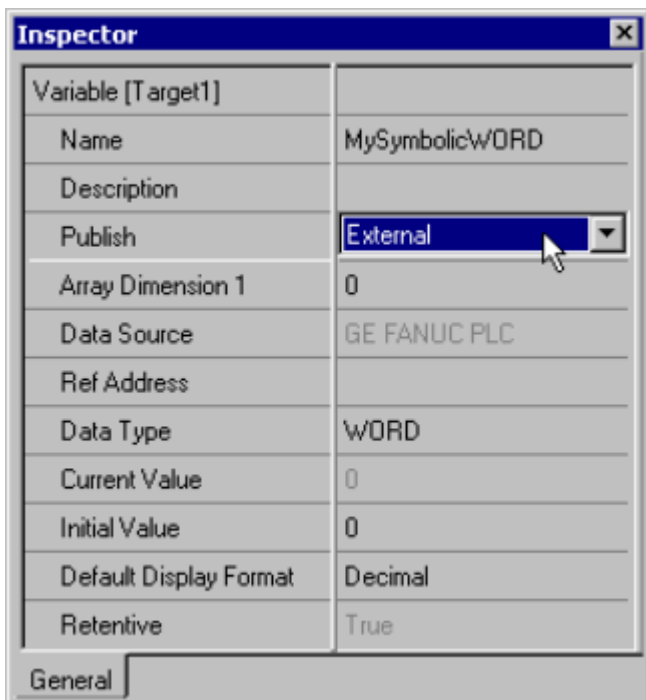 Inspector
Variable [Target1]
Name MySymbolicWORD
Description
Publish External
Array Dimension 1 0
Data Source GE FANUC PLC
Ref Address
Data Type WORD
Current Value 0
Initial Value 0
Default Display Format Decimal
Retentive True
General